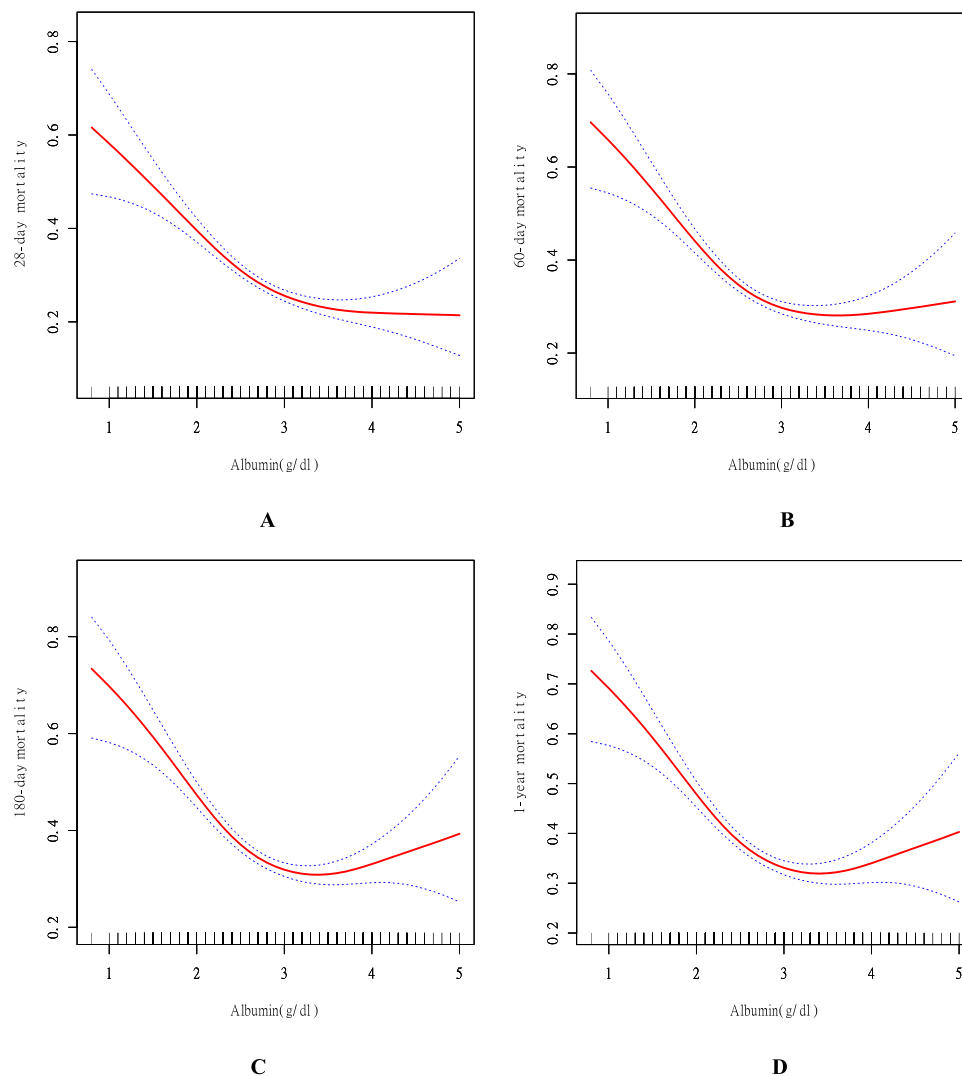 0.8
0.6
0.4
0.2
28-day mortality
1 2 3 4 5
Albumin(g/dl)
A
0.8
0.6
0.4
0.2
60-day mortality
1 2 3 4 5
Albumin(g/dl)
B
0.8
0.6
0.4
0.2
180-day mortality
1 2 3 4 5
Albumin(g/dl)
C
0.9
0.8
0.7
0.6
0.5
0.4
0.3
0.2
1-year mortality
1 2 3 4 5
Albumin(g/dl)
D